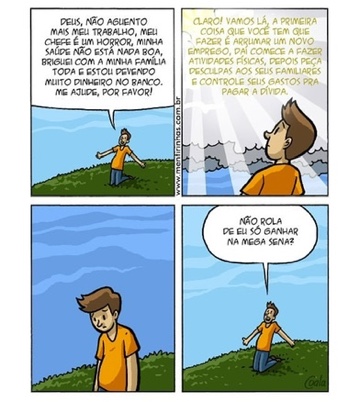 DEUS, NÃO AGUENTO
MAIS MEU TRABALHO, MEU
CHEFE É UM HORROR, MINHA
SAÚDE NÃO ESTÁ NADA BOA,
BRIGUEI COM A MINHA FAMÍLIA
TODA E ESTOU DEVENDO
MUITO DINHEIRO NO BANCO.
ME AJUDE, POR FAVOR!
www.mentirinhas.com.br
CLARO! VAMOS LÁ, A PRIMEIRA
COISA QUE VOCÊ TEM QUE
FAZER É ARRUMAR UM NOVO
EMPREGO, DAÍ COMECE A FAZER
ATIVIDADES FÍSICAS, DEPOIS PEÇA
DESCULPAS AOS SEUS FAMILIARES
E CONTROLE SEUS GASTOS PRA
PAGAR A DÍVIDA.
NÃO ROLA
DE EU SÓ GANHAR
NA MEGA SENA?
Coala